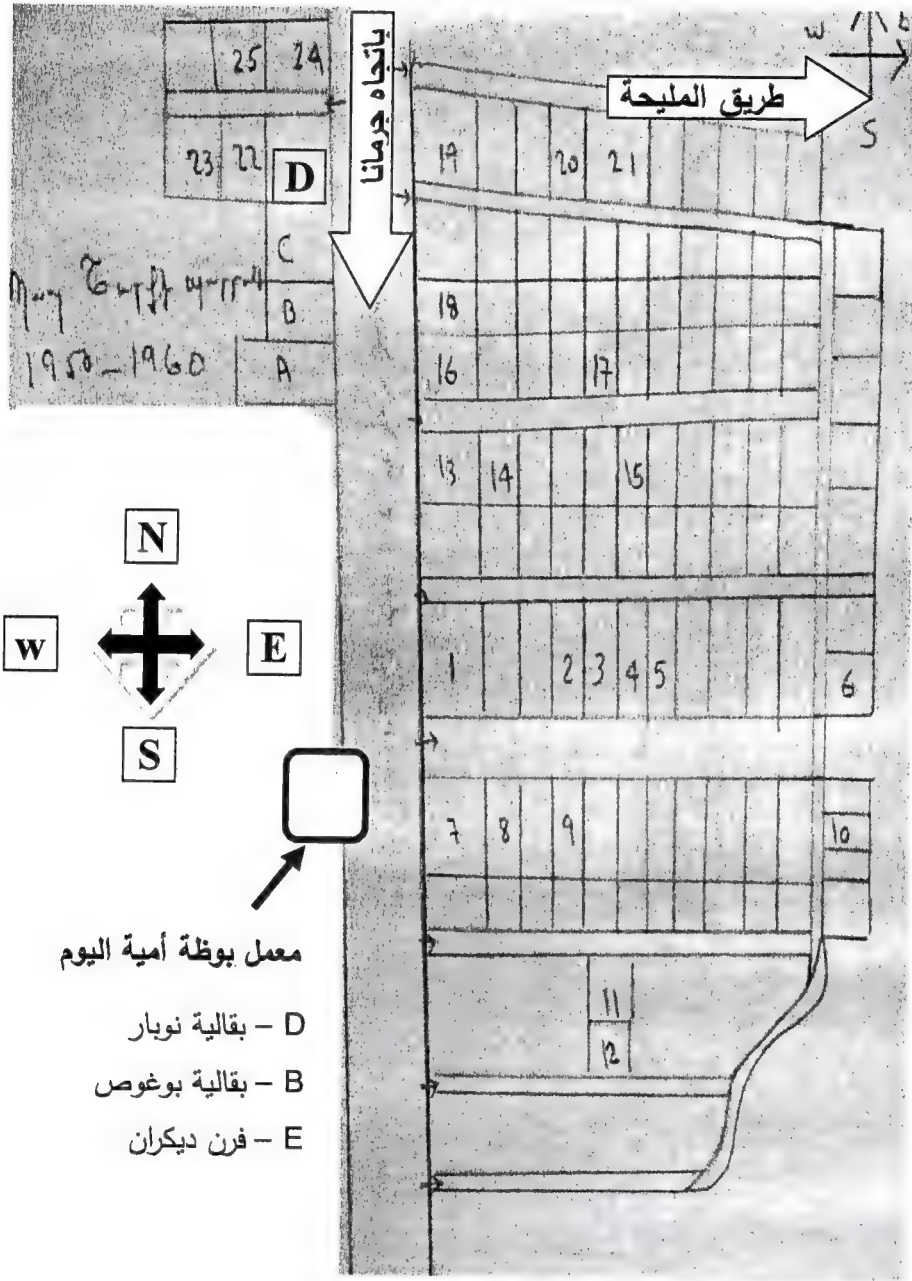 25 24
باتجاه جرمانا
طريق المليحة
W
S
23 22 D
19 20 21
C
B
18
1950-1960
A
16 17
13 14 15
N
W E
S
1 2 3 4 5 6
7 8 9 10
معمل بوظة أمية اليوم
D – بقالية نوبار
B – بقالية بوغوص
E – فرن ديكران
11
12